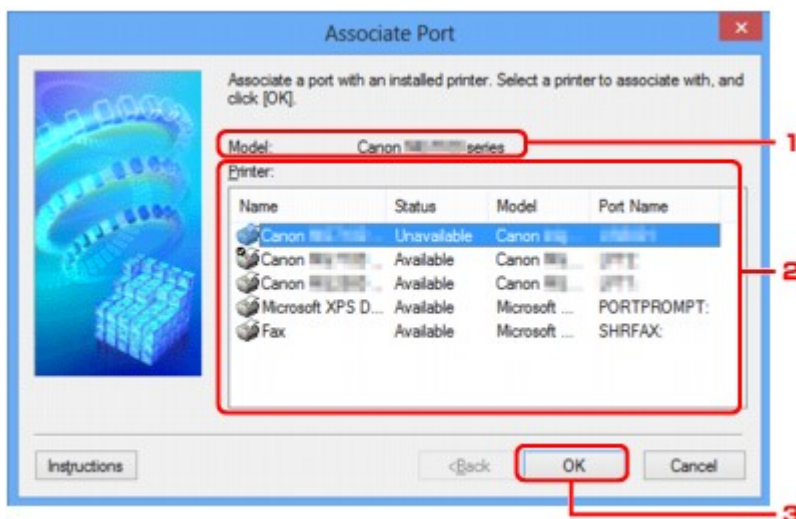 Associate Port
Associate a port with an installed printer. Select a printer to associate with, and
click [OK].
Model: Canon series
1
Printer:
Name Status Model Port Name
Canon Unavailable Canon
Canon Available Canon
2
Canon Available Canon
Microsoft XPS D... Available Microsoft ... PORTPROMPT:
Fax Available Microsoft ... SHRFAX:
Instructions <Back OK Cancel
3